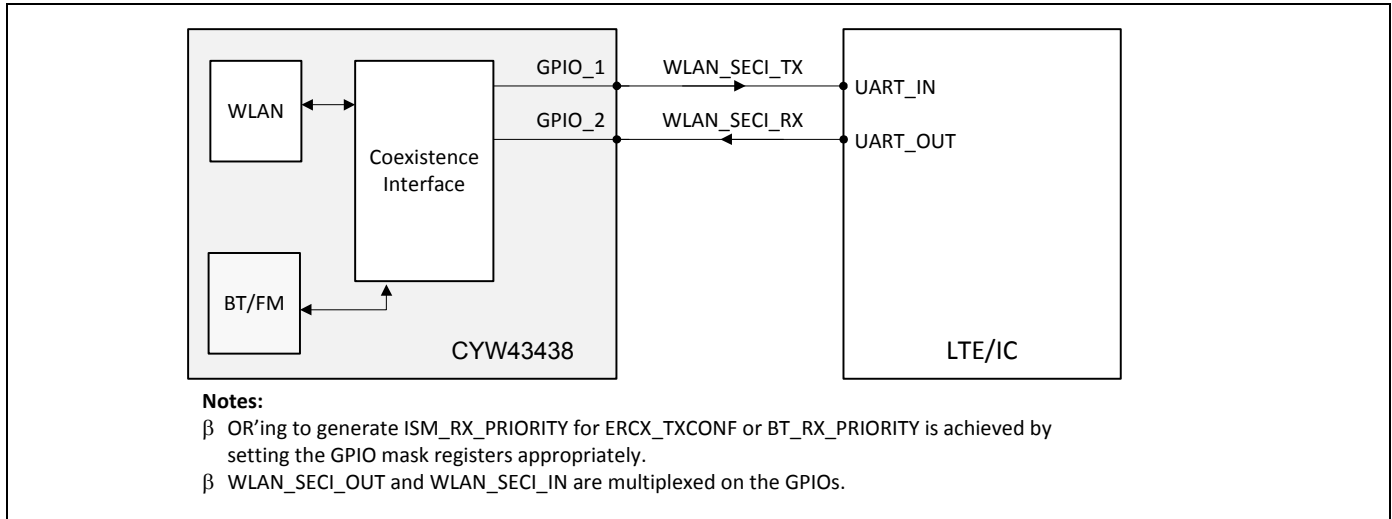 GPIO_1
WLAN_SECI_TX
WLAN
UART_IN
GPIO_2
WLAN_SECI_RX
UART_OUT
Coexistence
Interface
BT/FM
CYW43438
LTE/IC
Notes:
β OR’ing to generate ISM_RX_PRIORITY for ERCX_TXCONF or BT_RX_PRIORITY is achieved by
setting the GPIO mask registers appropriately.
β WLAN_SECI_OUT and WLAN_SECI_IN are multiplexed on the GPIOs.